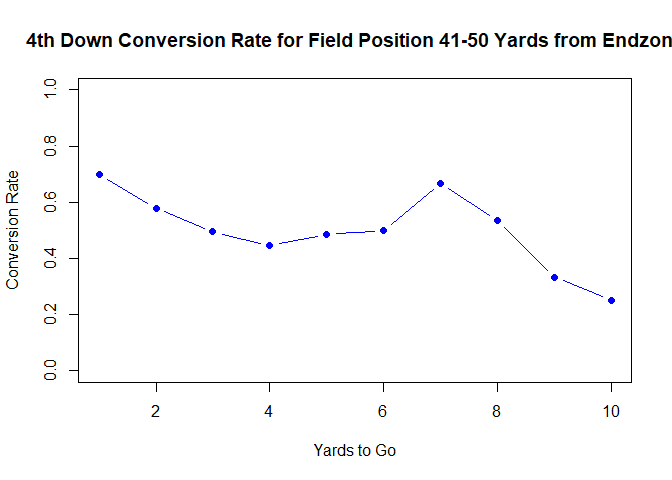 4th Down Conversion Rate for Field Position 41-50 Yards from Endzon
1.0
0.8
0.6
0.4
0.2
0.0
Conversion Rate
2 4 6 8 10
Yards to Go